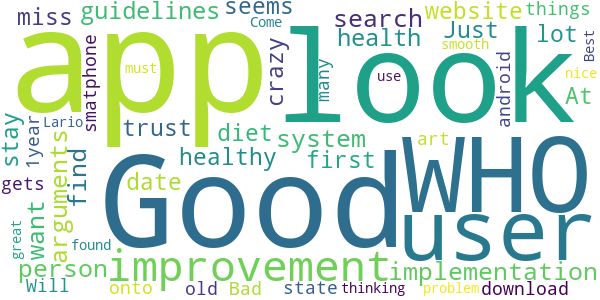 miss guidelines seems search website things
Come crazy health Just lot
app look
smatphone must many use android smooth Best nice
stay 1year Lario trust diet system At
arguments find healthy first art
Good WHO
gets want date user
great person found improvement implementation
Will onto old Bad state thinking problem download